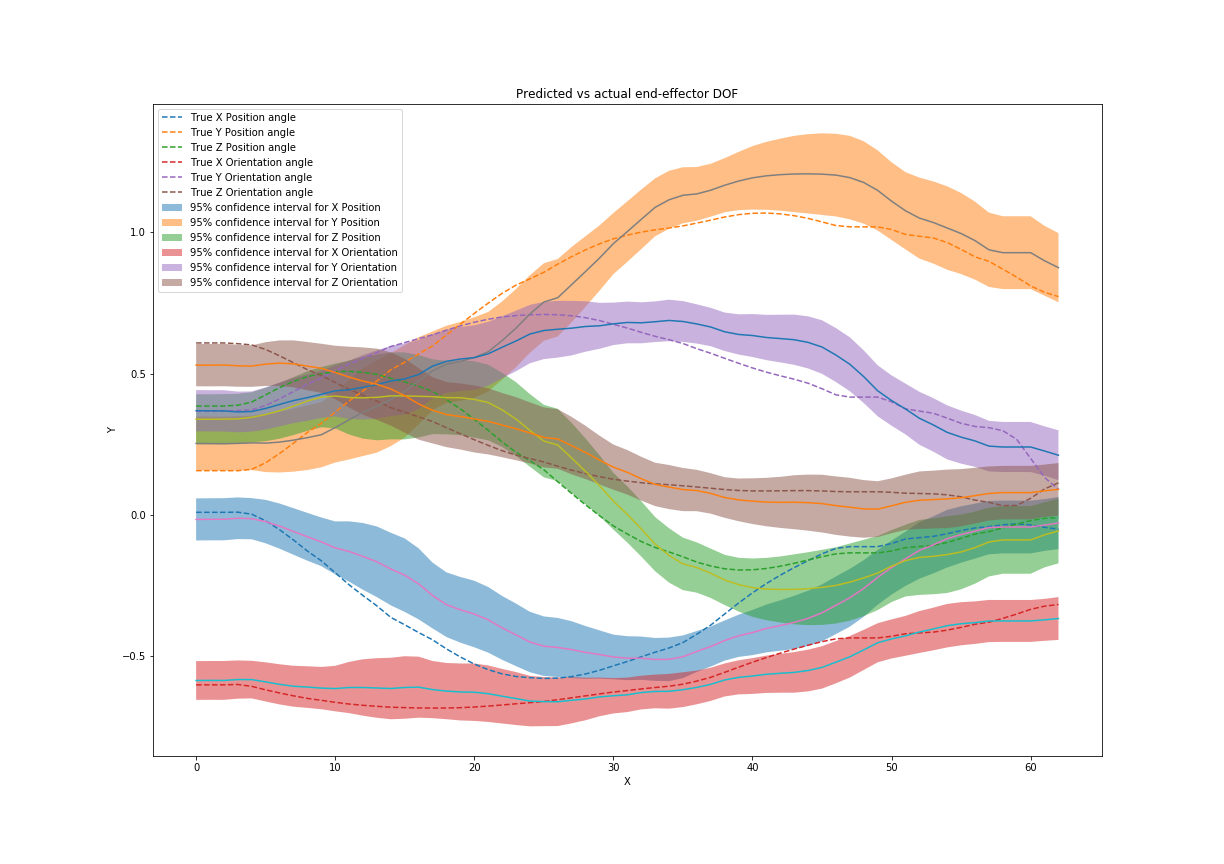 Predicted vs actual end-effector DOF
True X Position angle
True Y Position angle
True Z Position angle
True X Orientation angle
True Y Orientation angle
True Z Orientation angle
95% confidence interval for X Position
95% confidence interval for Y Position
95% confidence interval for Z Position
95% confidence interval for X Orientation
95% confidence interval for Y Orientation
95% confidence interval for Z Orientation
1.0
0.5
0.0
−0.5
Y
0 10 20 30 40 50 60
X